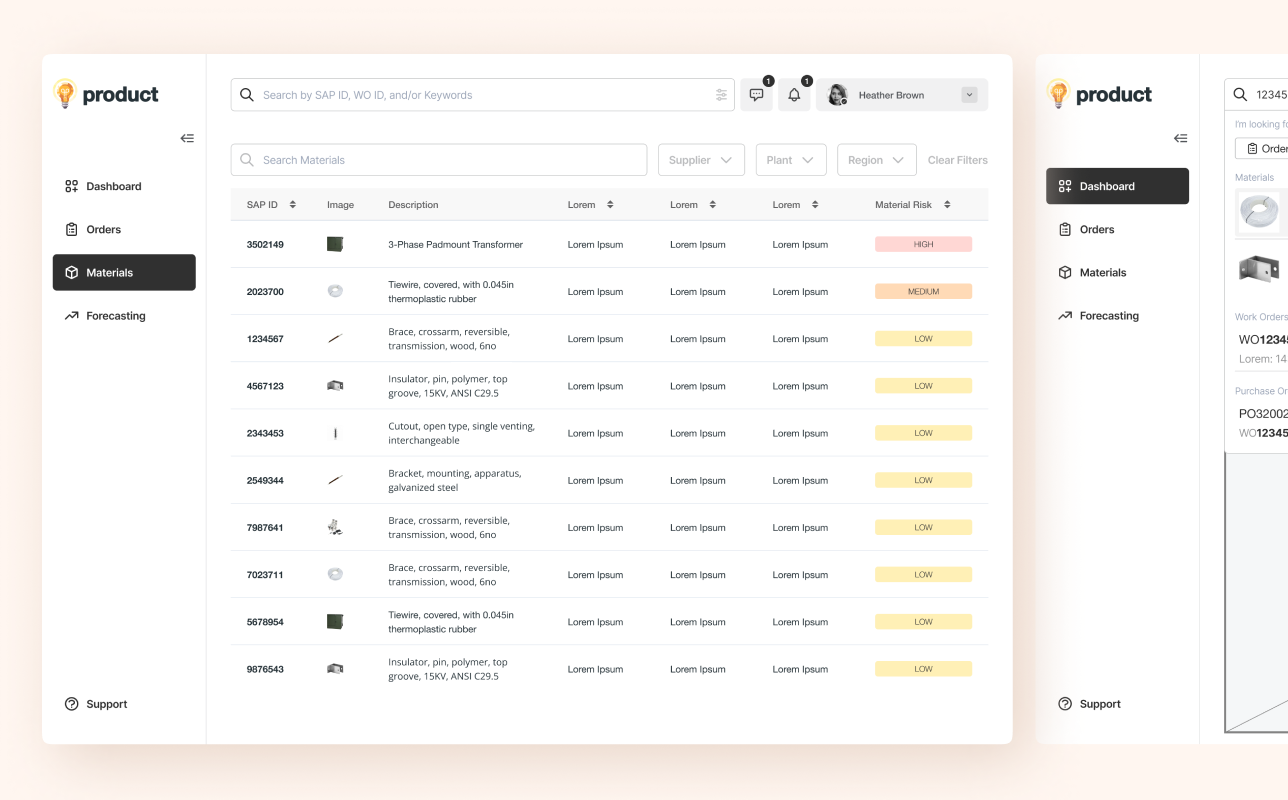 product
Dashboard
Orders
Materials
Forecasting
Support
Search by SAP ID, WO ID, and/or Keywords
1
1
Heather Brown
Search Materials
Supplier
Plant
Region
Clear Filters
SAP ID Image Description Lorem Lorem Lorem Material Risk
3502149 3-Phase Padmount Transformer Lorem Ipsum Lorem Ipsum Lorem Ipsum HIGH
2023700 Tiewire, covered, with 0.045in Lorem Ipsum Lorem Ipsum Lorem Ipsum MEDIUM
thermoplastic rubber
1234567 Brace, crossarm, reversible, Lorem Ipsum Lorem Ipsum Lorem Ipsum LOW
transmission, wood, 6no
4567123 Insulator, pin, polymer, top Lorem Ipsum Lorem Ipsum Lorem Ipsum LOW
groove, 15KV, ANSI C29.5
2343453 Cutout, open type, single venting, Lorem Ipsum Lorem Ipsum Lorem Ipsum LOW
interchangeable
2549344 Bracket, mounting, apparatus, Lorem Ipsum Lorem Ipsum Lorem Ipsum LOW
galvanized steel
7987641 Brace, crossarm, reversible, Lorem Ipsum Lorem Ipsum Lorem Ipsum LOW
transmission, wood, 6no
7023711 Brace, crossarm, reversible, Lorem Ipsum Lorem Ipsum Lorem Ipsum LOW
transmission, wood, 6no
5678954 Tiewire, covered, with 0.045in Lorem Ipsum Lorem Ipsum Lorem Ipsum LOW
thermoplastic rubber
9876543 Insulator, pin, polymer, top Lorem Ipsum Lorem Ipsum Lorem Ipsum LOW
groove, 15KV, ANSI C29.5
product
Dashboard
Orders
Materials
Forecasting
Support
12345
I'm looking
Materials
Work Orders
WO1234
Lorem: 14
Purchase
PO32002
WO12345